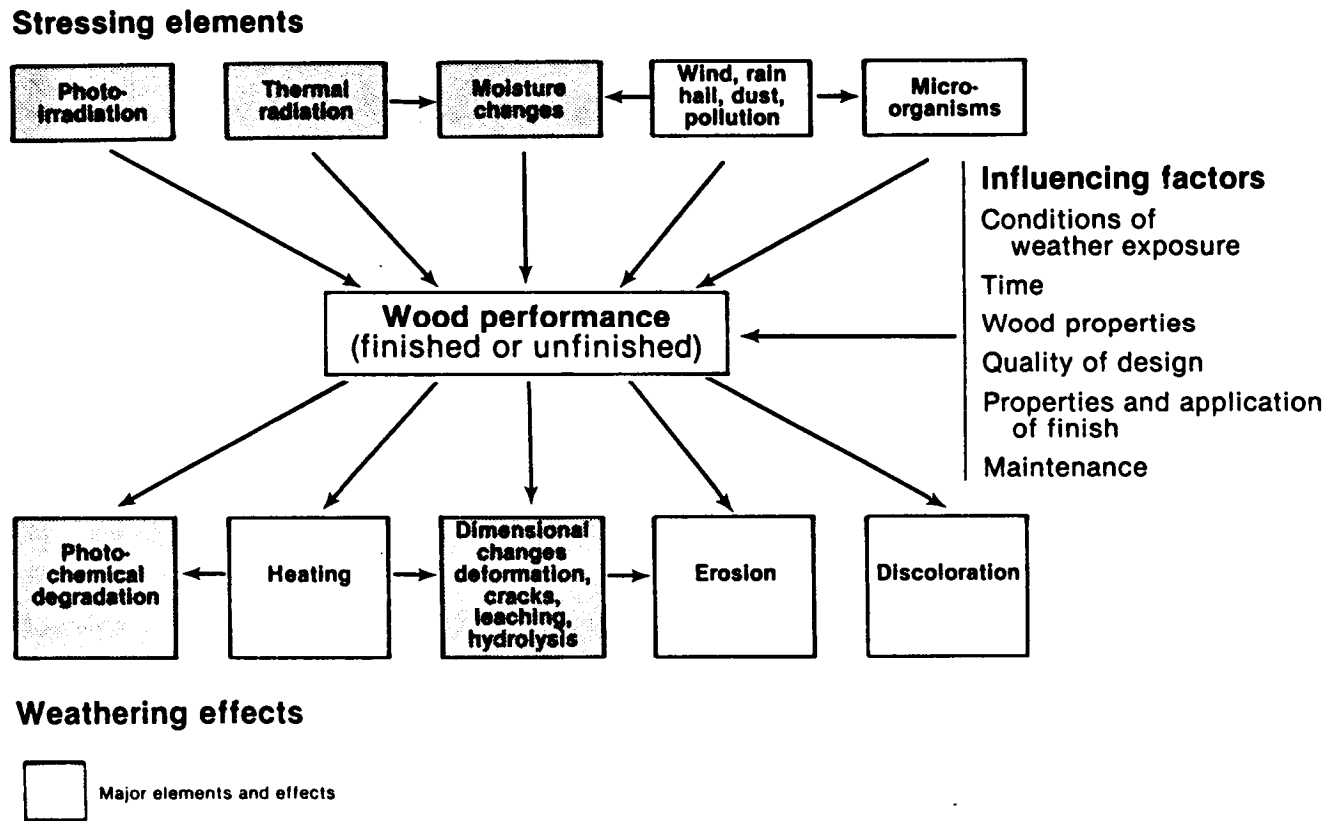 Stressing elements
Photo-
irradiation
Thermal
radiation
Moisture
changes
Wind, rain
hail, dust,
pollution
Micro-
organisms
Influencing factors
Conditions of
weather exposure
Time
Wood properties
Quality of design
Properties and application
of finish
Maintenance
Wood performance
(finished or unfinished)
Photo-
chemical
degradation
Heating
Dimensional
changes
deformation,
cracks,
leaching,
hydrolysis
Erosion
Discoloration
Weathering effects
Major elements and effects